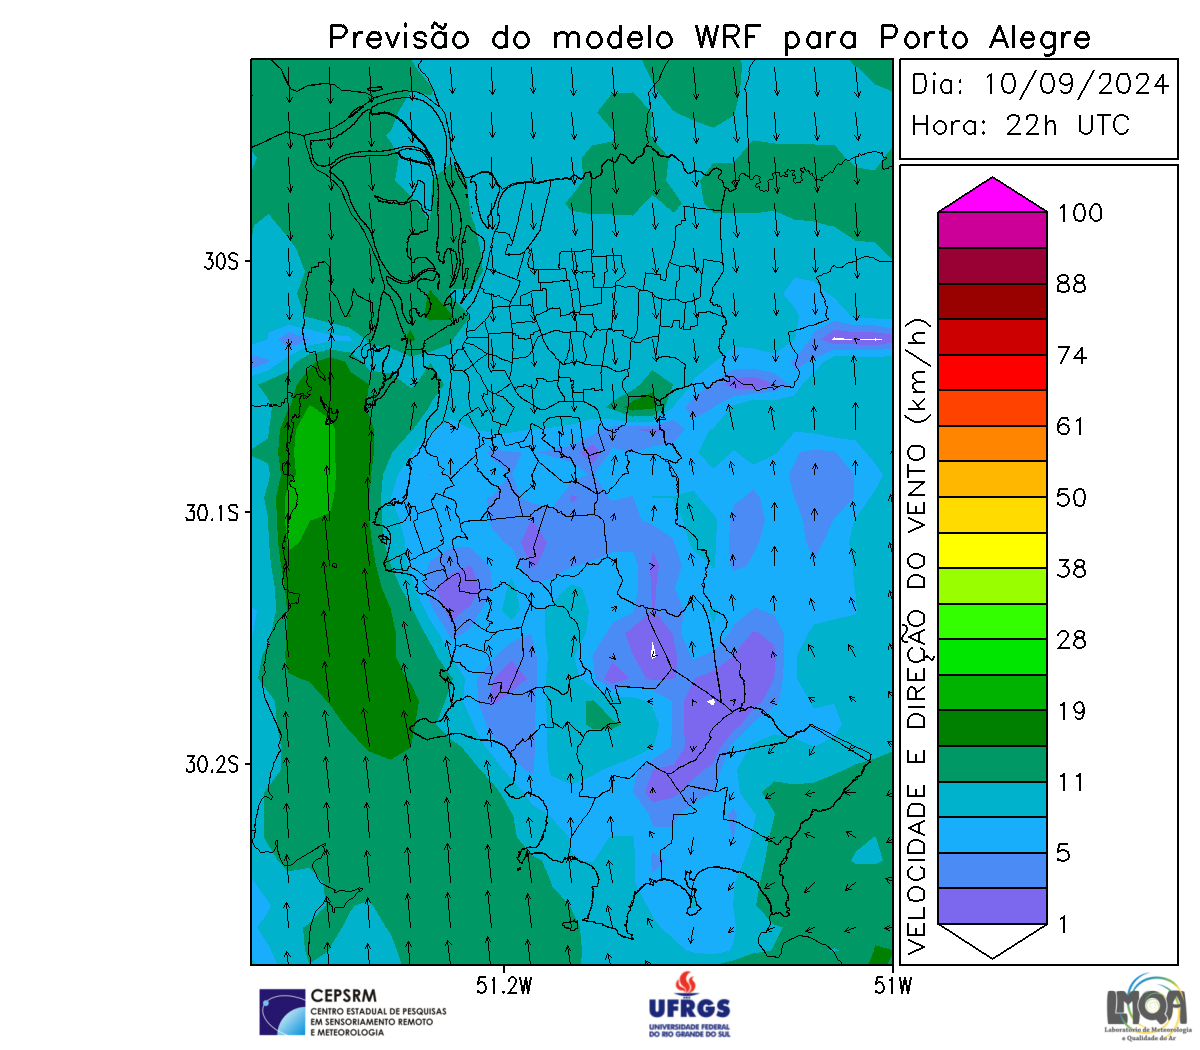 Previsão do modelo WRF para Porto Alegre
Dia: 10/09/2024
Hora: 22h UTC
30S
30.1S
30.2S
51.2W
51W
VELOCIDADE E DIREÇÃO DO VENTO (km/h)
100
88
74
61
50
38
28
19
11
5
1
CEPSRM
CENTRO ESTADUAL DE PESQUISAS
EM SENSORIAMENTO REMOTO
E METEOROLOGIA
UFRGS
UNIVERSIDADE FEDERAL
DO RIO GRANDE DO SUL
LMQA
Laboratório de Meteorologia
e Qualidade do Ar